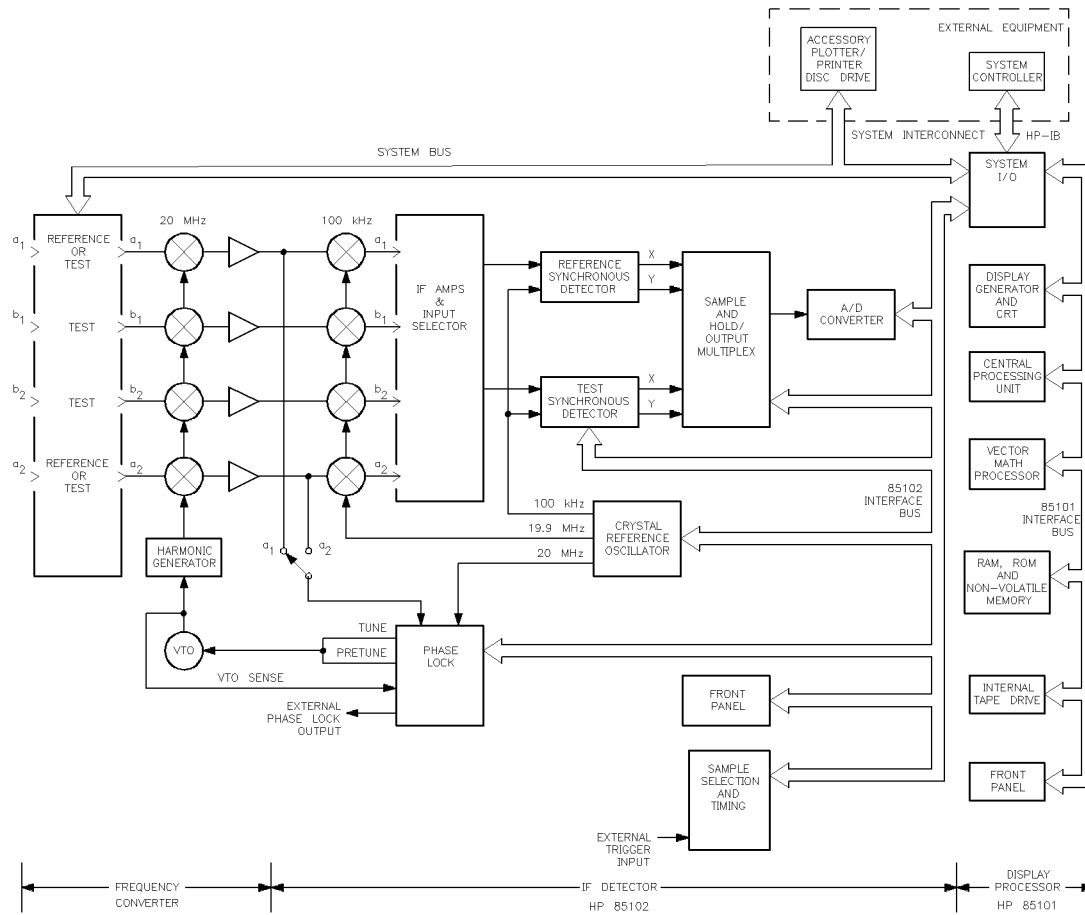 EXTERNAL EQUIPMENT
ACCESSORY
PLOTTER/
PRINTER
DISC DRIVE
SYSTEM
CONTROLLER
SYSTEM INTERCONNECT
HP-IB
SYSTEM BUS
SYSTEM
I/O
20 MHz
100 kHz
a1
REFERENCE
OR
TEST
a1
a1
b1
TEST
b1
b1
b2
TEST
b2
b2
a2
REFERENCE
OR
TEST
a2
a2
IF AMPS
&
INPUT
SELECTOR
REFERENCE
SYNCHRONOUS
DETECTOR
X
Y
TEST
SYNCHRONOUS
DETECTOR
X
Y
SAMPLE
AND
HOLD/
OUTPUT
MULTIPLEX
A/D
CONVERTER
DISPLAY
GENERATOR
AND
CRT
CENTRAL
PROCESSING
UNIT
VECTOR
MATH
PROCESSOR
85102
INTERFACE
BUS
85101
INTERFACE
BUS
100 kHz
19.9 MHz
20 MHz
CRYSTAL
REFERENCE
OSCILLATOR
HARMONIC
GENERATOR
a1
a2
RAM, ROM
AND
NON-VOLATILE
MEMORY
VTO
TUNE
PRETUNE
VTO SENSE
PHASE
LOCK
EXTERNAL
PHASE LOCK
OUTPUT
FRONT
PANEL
INTERNAL
TAPE DRIVE
SAMPLE
SELECTION
AND
TIMING
FRONT
PANEL
EXTERNAL
TRIGGER
INPUT
FREQUENCY
CONVERTER
IF DETECTOR
HP 85102
DISPLAY
PROCESSOR
HP 85101